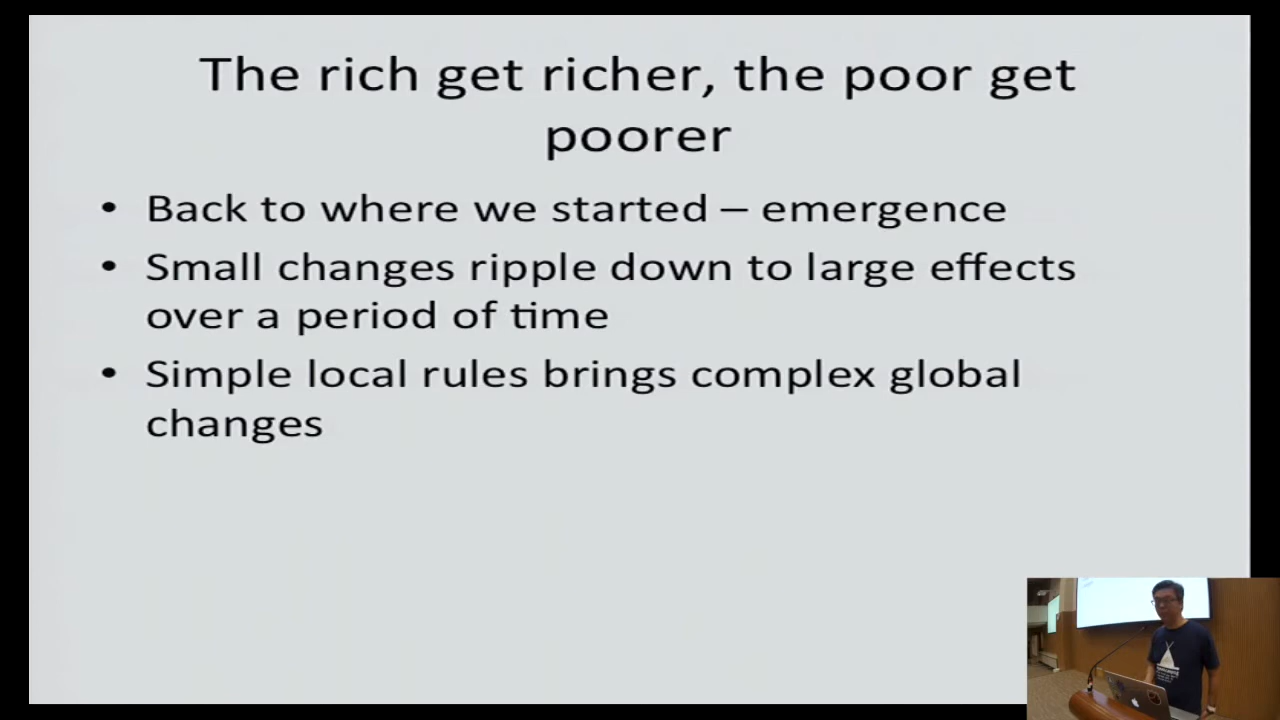 The rich get richer, the poor get
poorer
• Back to where we started – emergence
• Small changes ripple down to large effects
over a period of time
• Simple local rules brings complex global
changes